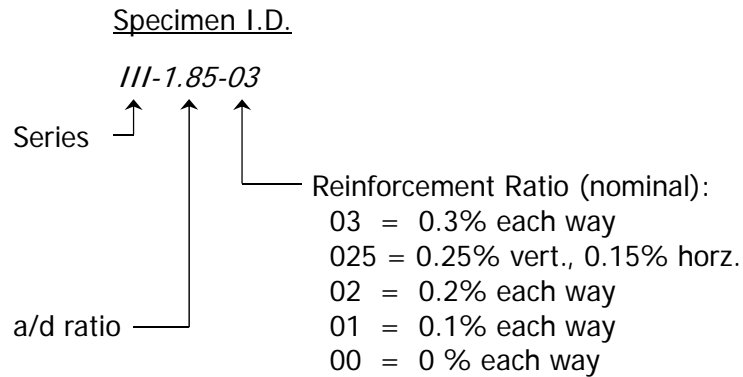 Specimen I.D.
III-1.85-03
Series
Reinforcement Ratio (nominal):
03 = 0.3% each way
025 = 0.25% vert., 0.15% horz.
02 = 0.2% each way
a/d ratio
01 = 0.1% each way
00 = 0 % each way